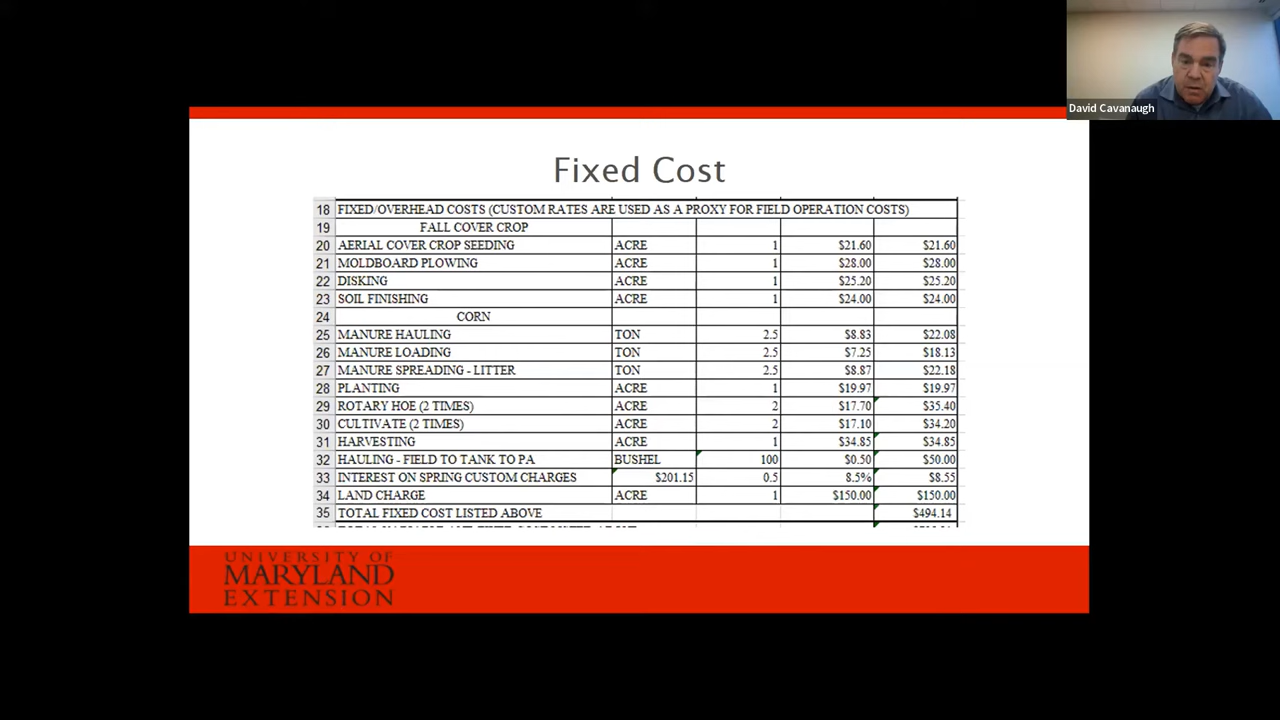 David Cavanaugh
Fixed Cost
18 FIXED/OVERHEAD COSTS (CUSTOM RATES ARE USED AS A PROXY FOR FIELD OPERATION COSTS)
19 FALL COVER CROP
20 AERIAL COVER CROP SEEDING ACRE 1 $21.60 $21.60
21 MOLDBOARD PLOWING ACRE 1 $28.00 $28.00
22 DISKING ACRE 1 $25.20 $25.20
23 SOIL FINISHING ACRE 1 $24.00 $24.00
24 CORN
25 MANURE HAULING TON 2.5 $8.83 $22.08
26 MANURE LOADING TON 2.5 $7.25 $18.13
27 MANURE SPREADING - LITTER TON 2.5 $8.87 $22.18
28 PLANTING ACRE 1 $19.97 $19.97
29 ROTARY HOE (2 TIMES) ACRE 2 $17.70 $35.40
30 CULTIVATE (2 TIMES) ACRE 2 $17.10 $34.20
31 HARVESTING ACRE 1 $34.85 $34.85
32 HAULING - FIELD TO TANK TO PA BUSHEL 100 $0.50 $50.00
33 INTEREST ON SPRING CUSTOM CHARGES $201.15 0.5 8.5% $8.55
34 LAND CHARGE ACRE 1 $150.00 $150.00
35 TOTAL FIXED COST LISTED ABOVE $494.14
UNIVERSITY OF
MARYLAND
EXTENSION